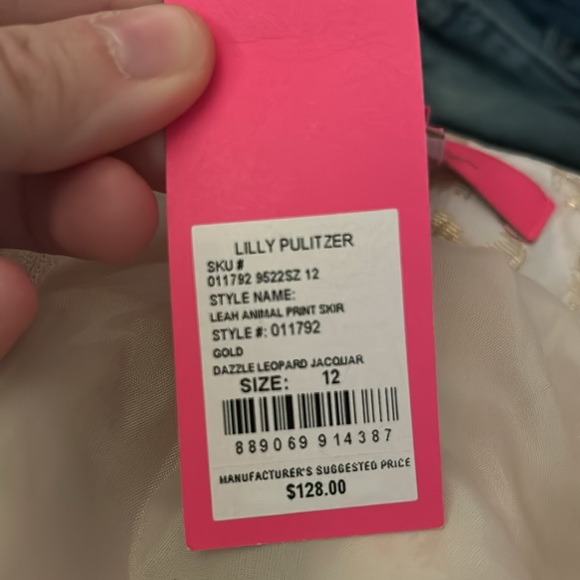 LILLY PULITZER
SKU #
011792 9522SZ 12
STYLE NAME:
LEAH ANIMAL PRINT SKIR
STYLE #: 011792
GOLD
DAZZLE LEOPARD JACQUAR
SIZE: 12
889069 914387
MANUFACTURER'S SUGGESTED PRICE
$128.00